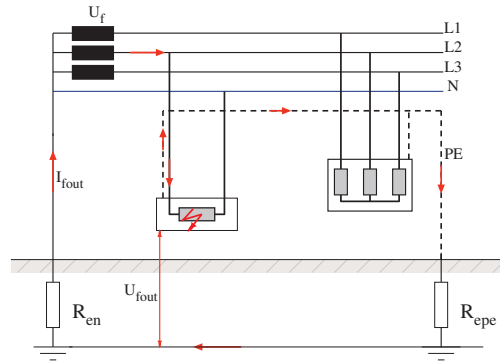 U_f
L1
L2
L3
N
PE
I_fout
U_fout
R_en
R_epe